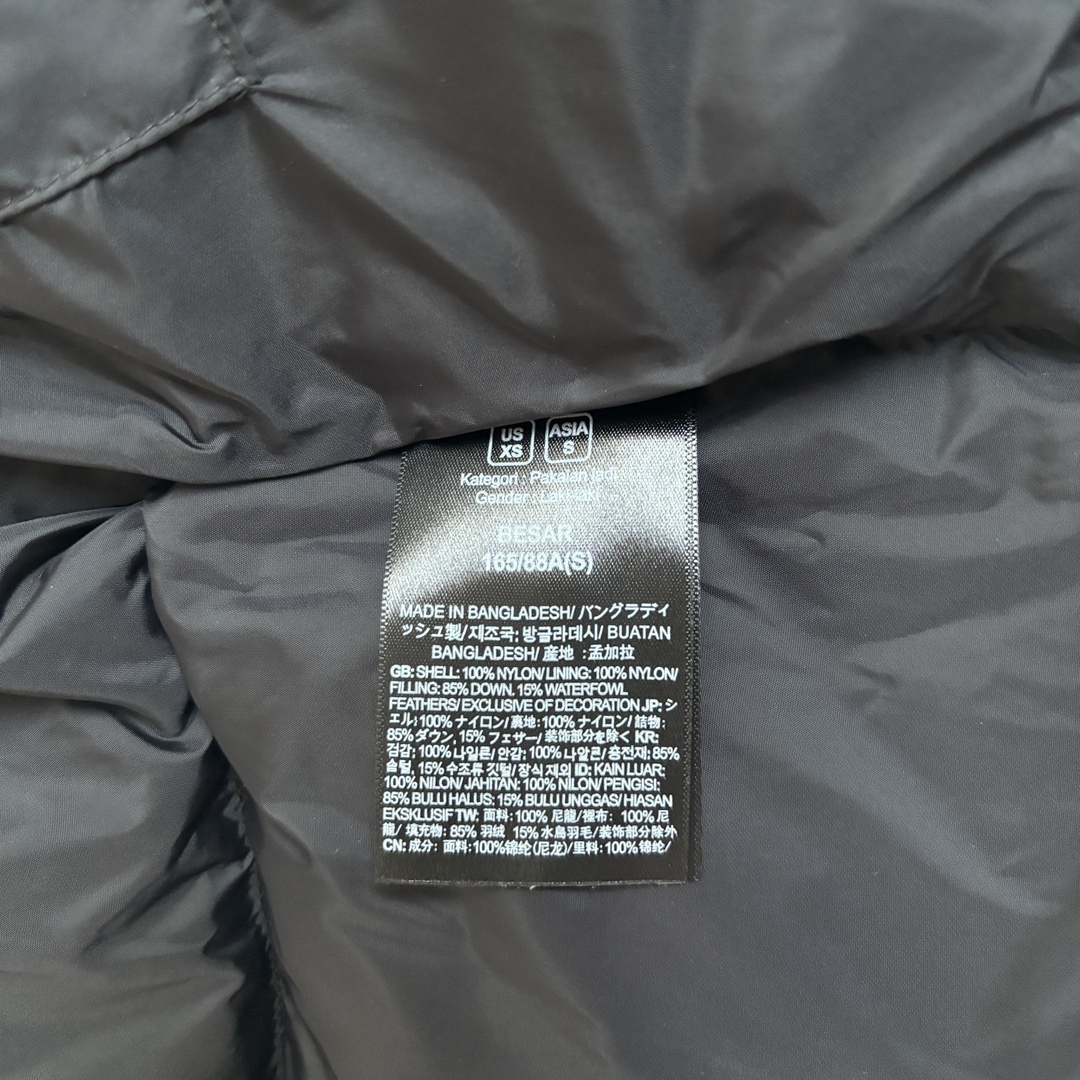 US XS ASIA S
Kategori : Pakaian
Gender :
BESAR
165/88A(S)
MADE IN BANGLADESH/ バングラディ
ッシュ製/재조국; 방글라데시/ BUATAN
BANGLADESH/ 産地 :孟加拉
GB: SHELL: 100% NYLON/ LINING: 100% NYLON/
FILLING: 85% DOWN. 15% WATERFOWL
FEATHERS/ EXCLUSIVE OF DECORATION JP: シ
ェル:100% ナイロン/ 裏地:100% ナイロン/ 詰物:
85%ダウン, 15% フェザー/ 装飾部分を除く KR:
겉감: 100% 나일론/ 안감: 100% 나알론/ 충전재: 85%
솜털, 15% 수조류 깃털/ 장식 재외 ID: KAIN LUAR:
100% NILON/ JAHITAN: 100% NILON/ PENGISI:
85% BULU HALUS; 15% BULU UNGGAS/ HIASAN
EKSKLUSIF TW: 面料: 100% 尼龍/ 裡布: 100% 尼
龍/ 填充物: 85% 羽絨 15% 水鳥羽毛/ 装饰部分除外
CN: 成分: 面料:100%锦纶(尼龙)/里料:100%锦纶/